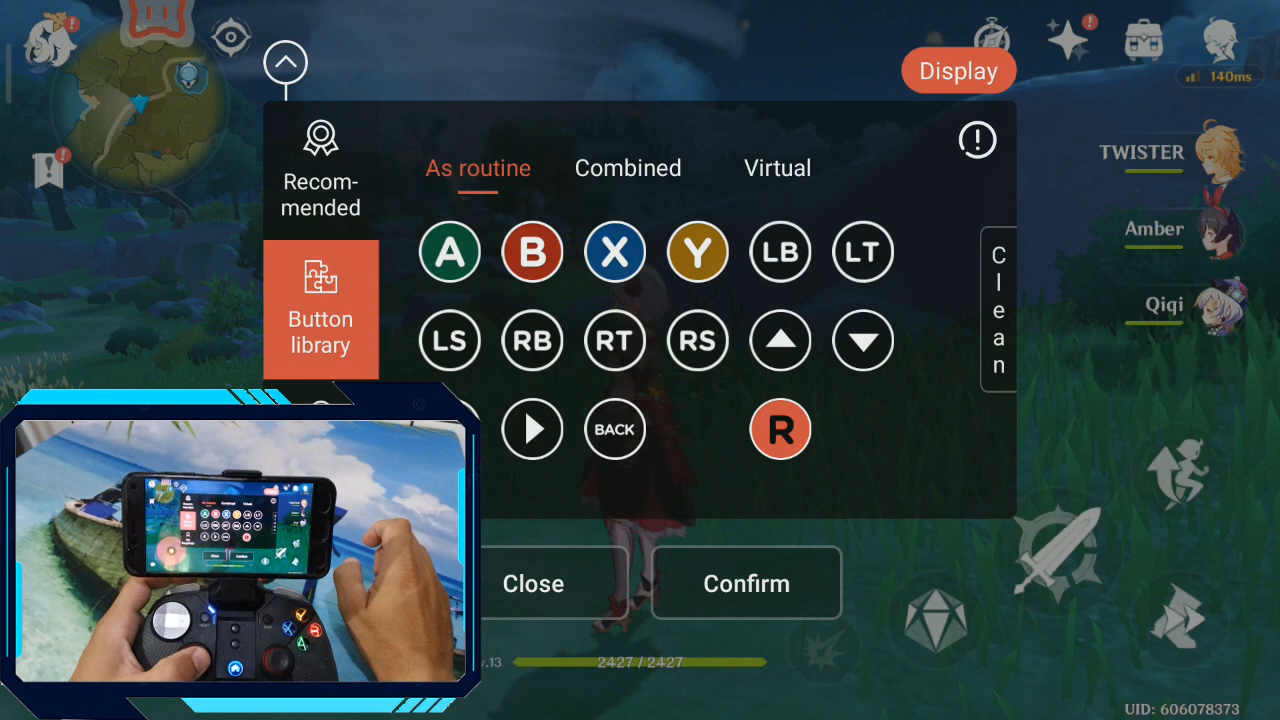 Display
140ms
Recom-
mended
As routine
Combined
Virtual
TWISTER
Amber
Qiqi
A
B
X
Y
LB
LT
Clean
Button
library
LS
RB
RT
RS
BACK
R
Close
Confirm
2427 / 2427
UID: 606078373